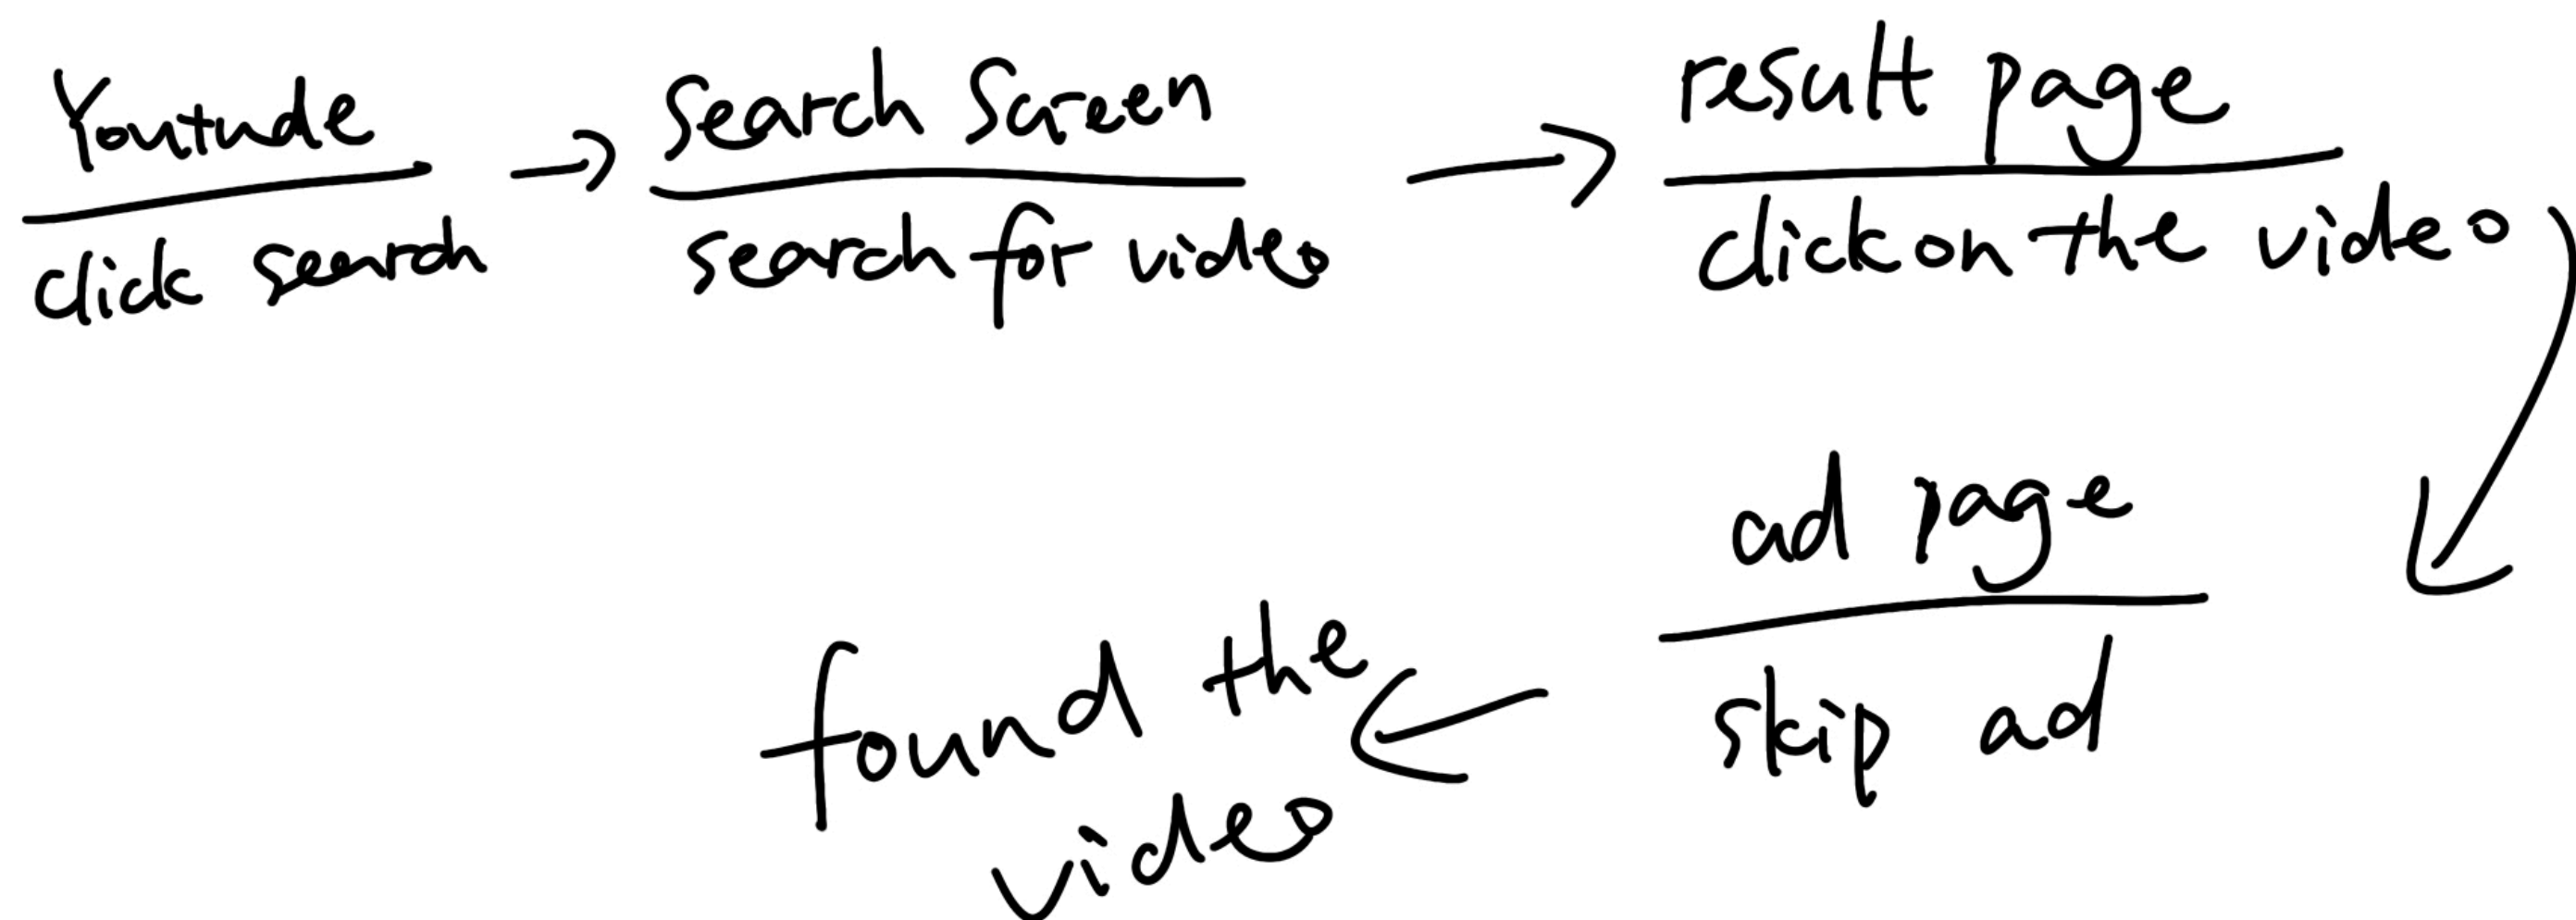 Youtude
click search
Search Screen
search for video
result page
click on the video
ad page
skip ad
found the
video